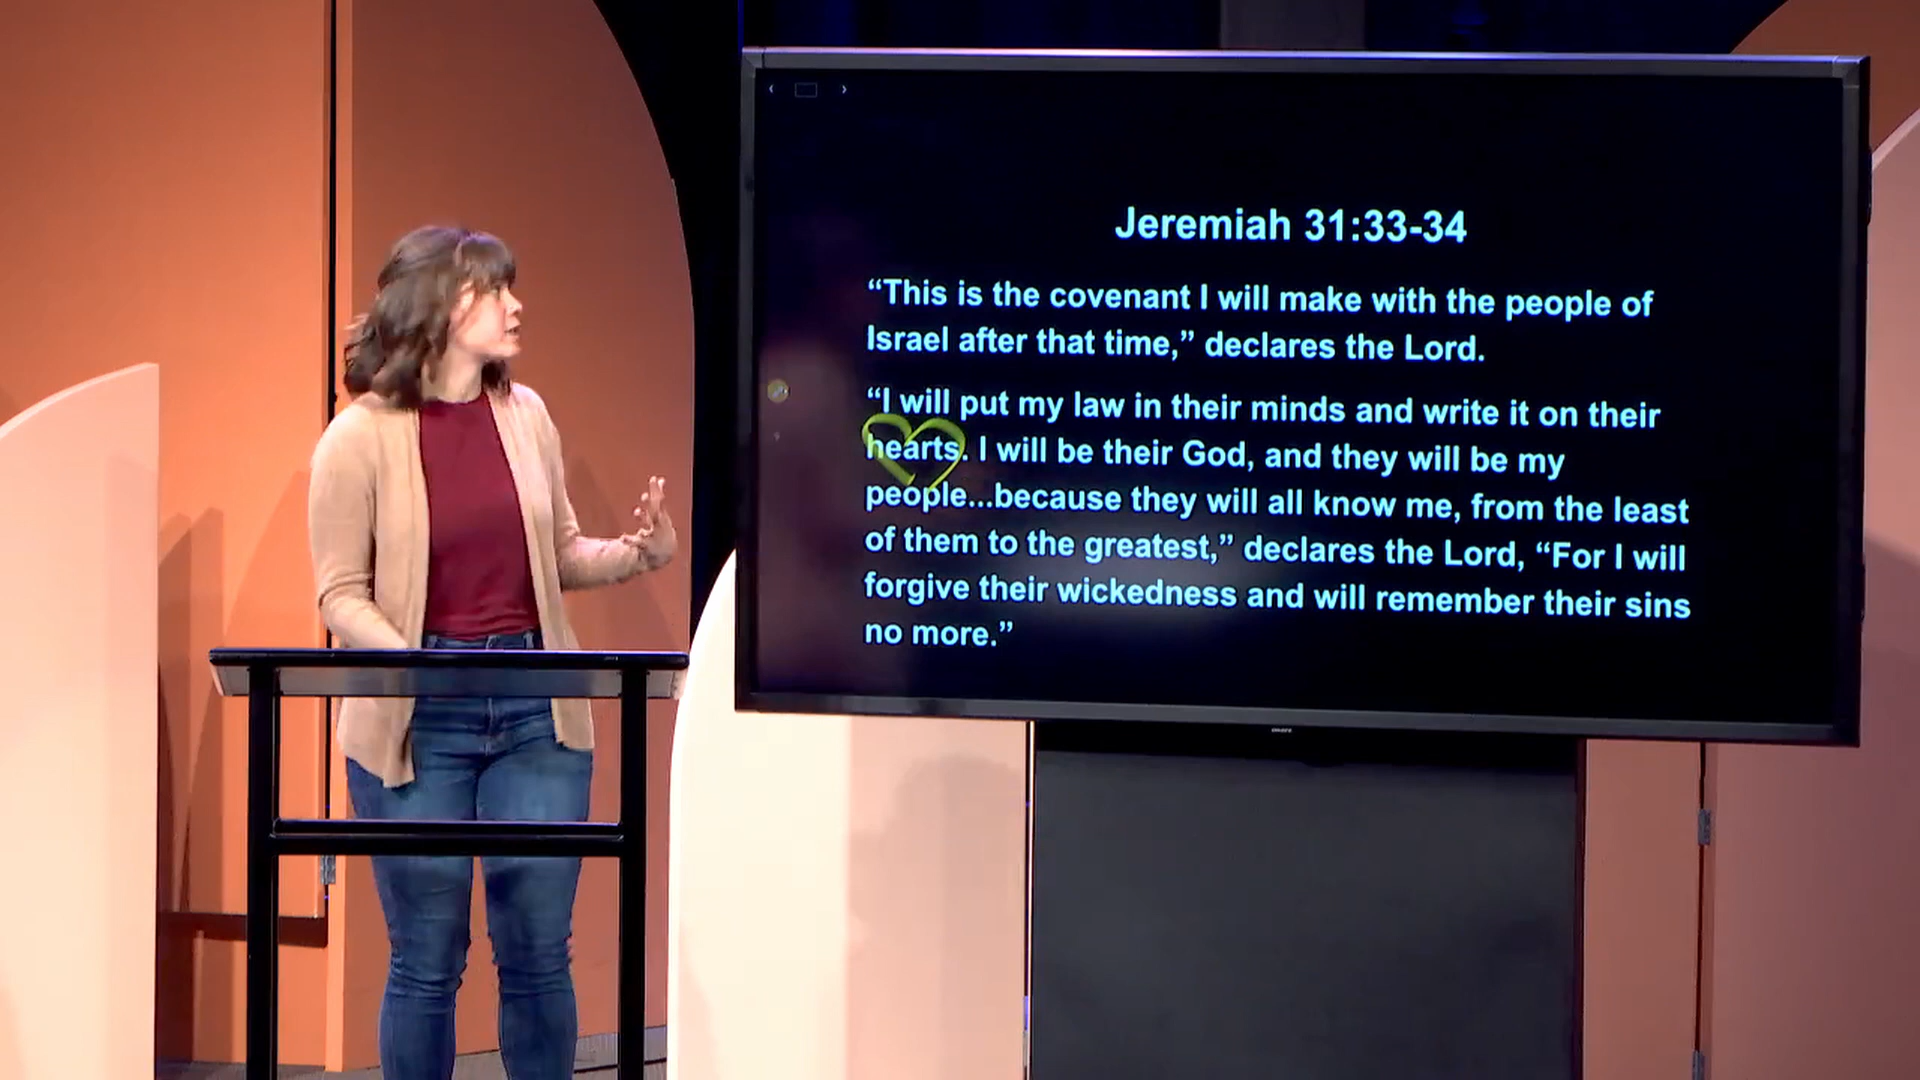 Jeremiah 31:33-34
“This is the covenant I will make with the people of
Israel after that time,” declares the Lord.
“I will put my law in their minds and write it on their
hearts. I will be their God, and they will be my
people...because they will all know me, from the least
of them to the greatest,” declares the Lord, “For I will
forgive their wickedness and will remember their sins
no more.”